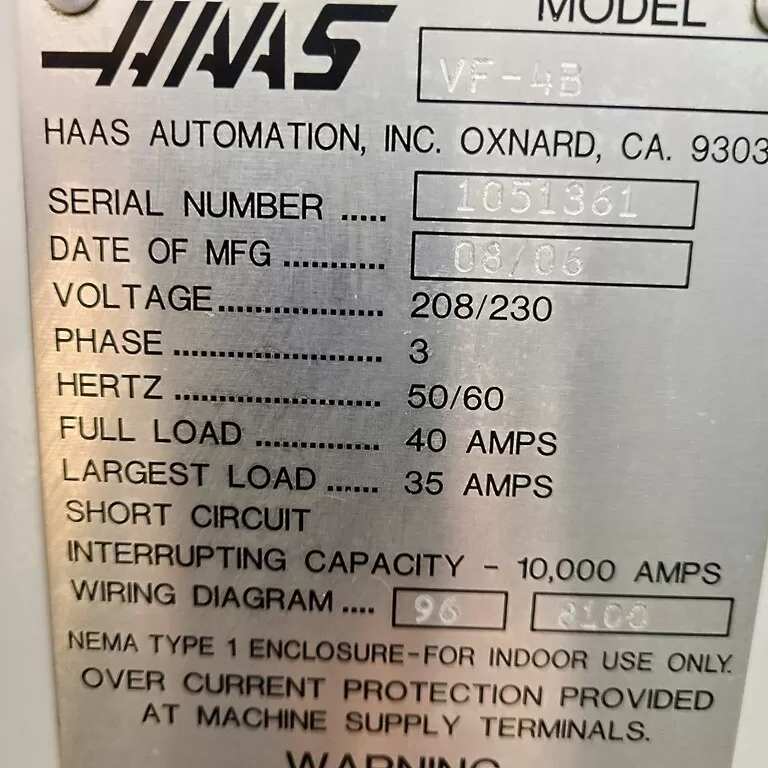 HAAS
MODEL
VF-4B
HAAS AUTOMATION, INC. OXNARD, CA. 9303
SERIAL NUMBER ..... 1051361
DATE OF MFG ............ 08/06
VOLTAGE................... 208/230
PHASE ........................ 3
HERTZ ........................ 50/60
FULL LOAD .............. 40 AMPS
LARGEST LOAD ...... 35 AMPS
SHORT CIRCUIT
INTERRUPTING CAPACITY - 10,000 AMPS
WIRING DIAGRAM .... 96 8100
NEMA TYPE 1 ENCLOSURE-FOR INDOOR USE ONLY.
OVER CURRENT PROTECTION PROVIDED
AT MACHINE SUPPLY TERMINALS.
WARNING